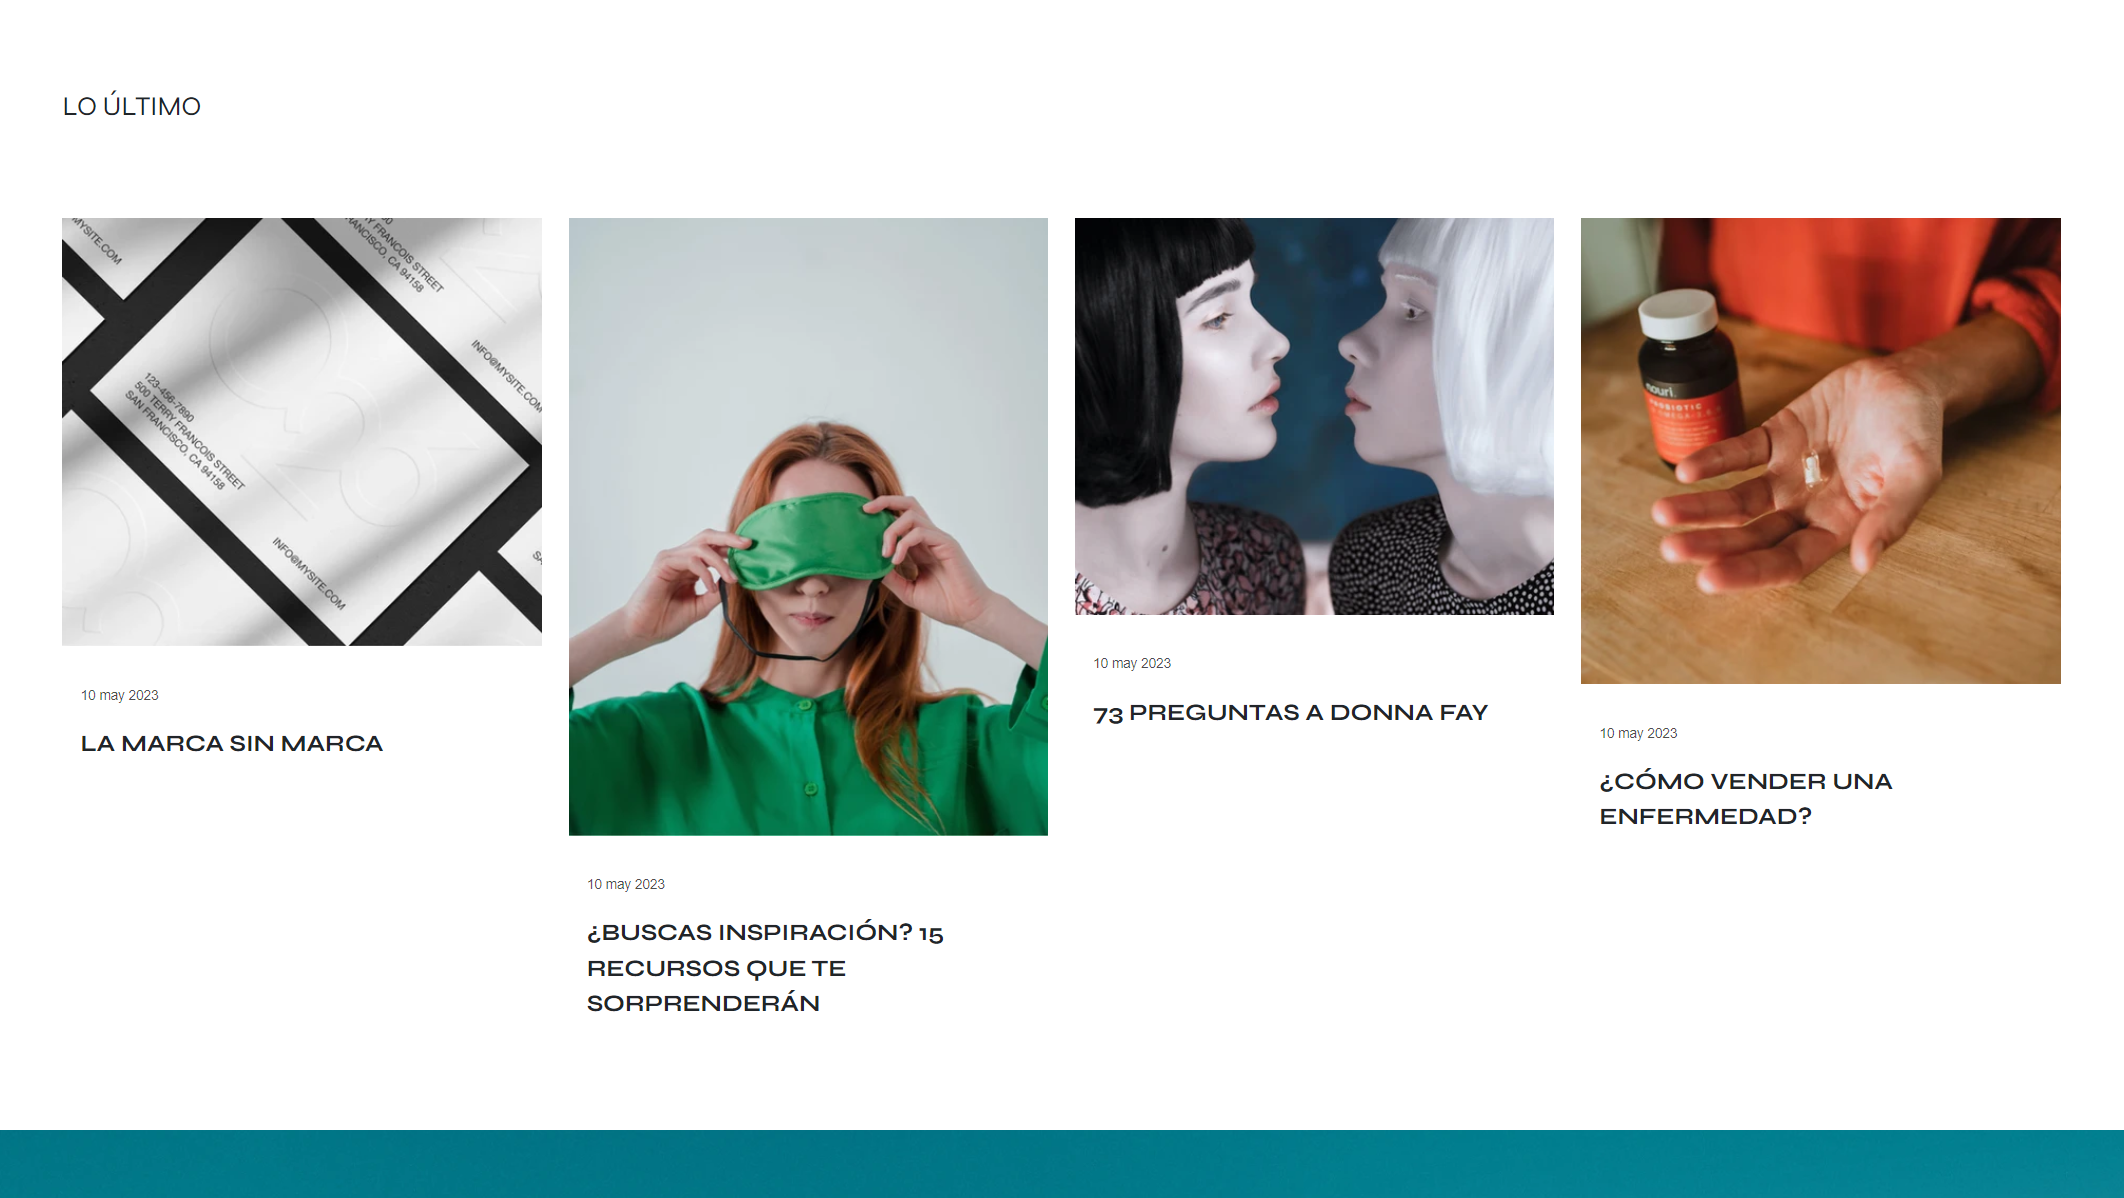 LO ÚLTIMO
MYSITE.COM
FRANCOIS STREET
FRANCISCO, CA 94158
INFO@MYSITE.COM
123-456-7890
500 TERRY FRANCOIS STREET
SAN FRANCISCO, CA 94158
INFO@MYSITE.COM
10 may 2023
LA MARCA SIN MARCA
10 may 2023
¿BUSCAS INSPIRACIÓN? 15
RECURSOS QUE TE
SORPRENDERÁN
10 may 2023
73 PREGUNTAS A DONNA FAY
nouri
PROBIOTIC
10 may 2023
¿CÓMO VENDER UNA
ENFERMEDAD?